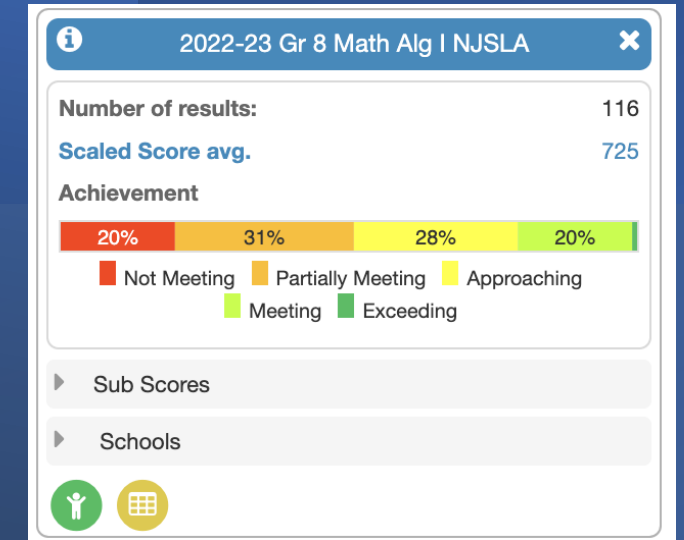 2022-23 Gr 8 Math Alg I NJSLA
Number of results: 116
Scaled Score avg. 725
Achievement
20% 31% 28% 20%
Not Meeting Partially Meeting Approaching
Meeting Exceeding
Sub Scores
Schools